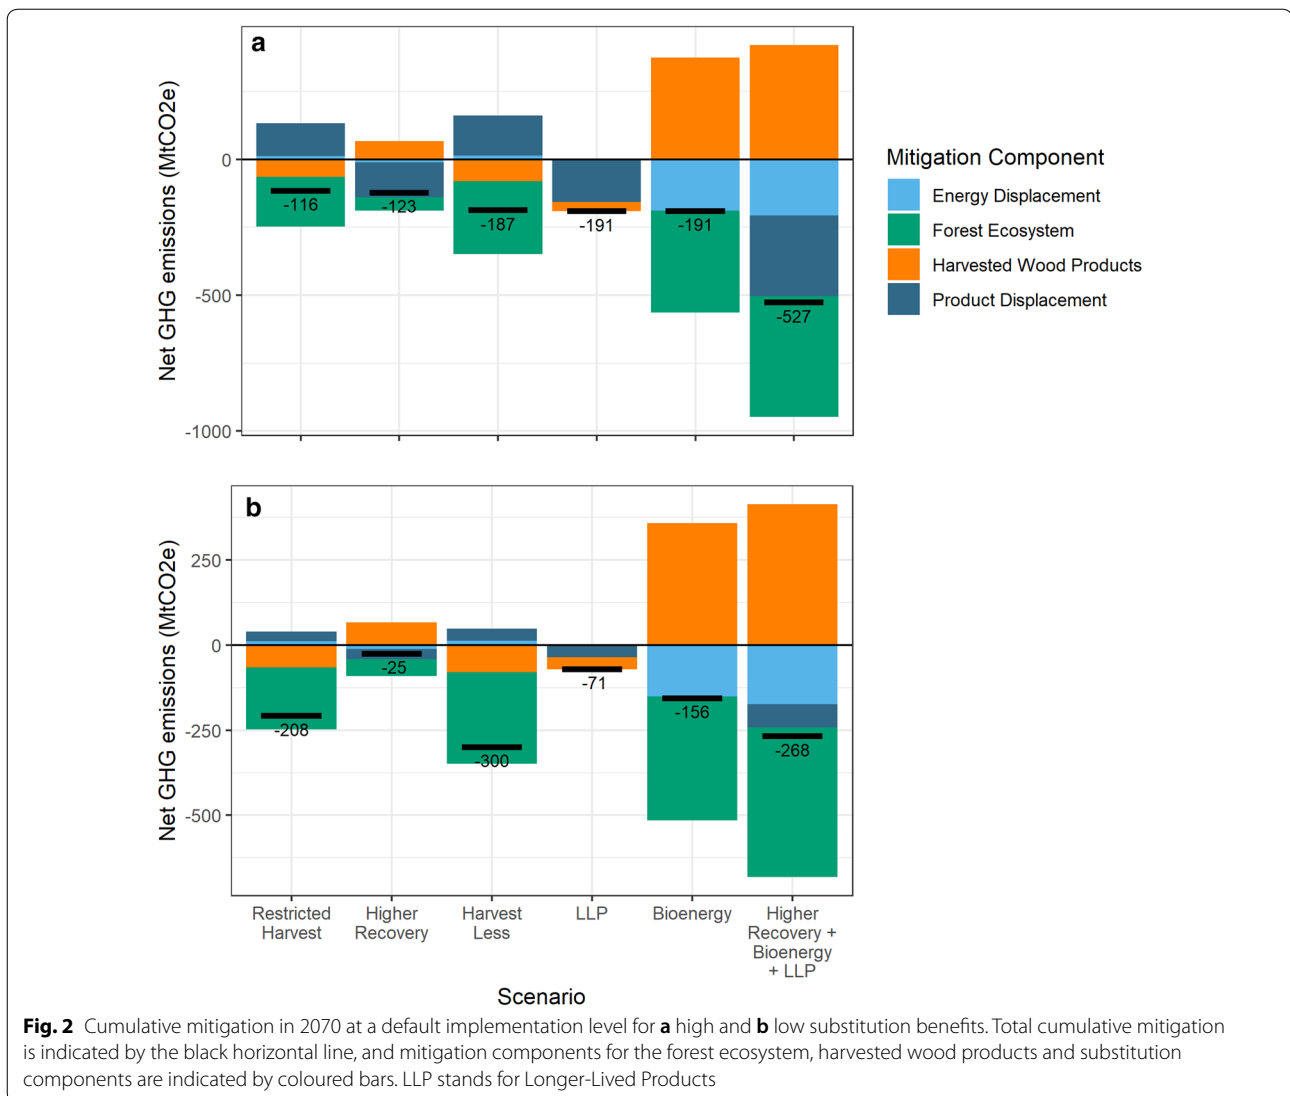 a
Net GHG emissions (MtCO2e)
0
-500
-1000
-116
-123
-187
-191
-191
-527
Mitigation Component
Energy Displacement
Forest Ecosystem
Harvested Wood Products
Product Displacement
b
Net GHG emissions (MtCO2e)
250
0
-250
-500
-208
-25
-300
-71
-156
-268
Restricted
Harvest
Higher
Recovery
Harvest
Less
LLP
Bioenergy
Higher
Recovery +
Bioenergy
+ LLP
Scenario
Fig. 2 Cumulative mitigation in 2070 at a default implementation level for a high and b low substitution benefits. Total cumulative mitigation
is indicated by the black horizontal line, and mitigation components for the forest ecosystem, harvested wood products and substitution
components are indicated by coloured bars. LLP stands for Longer-Lived Products